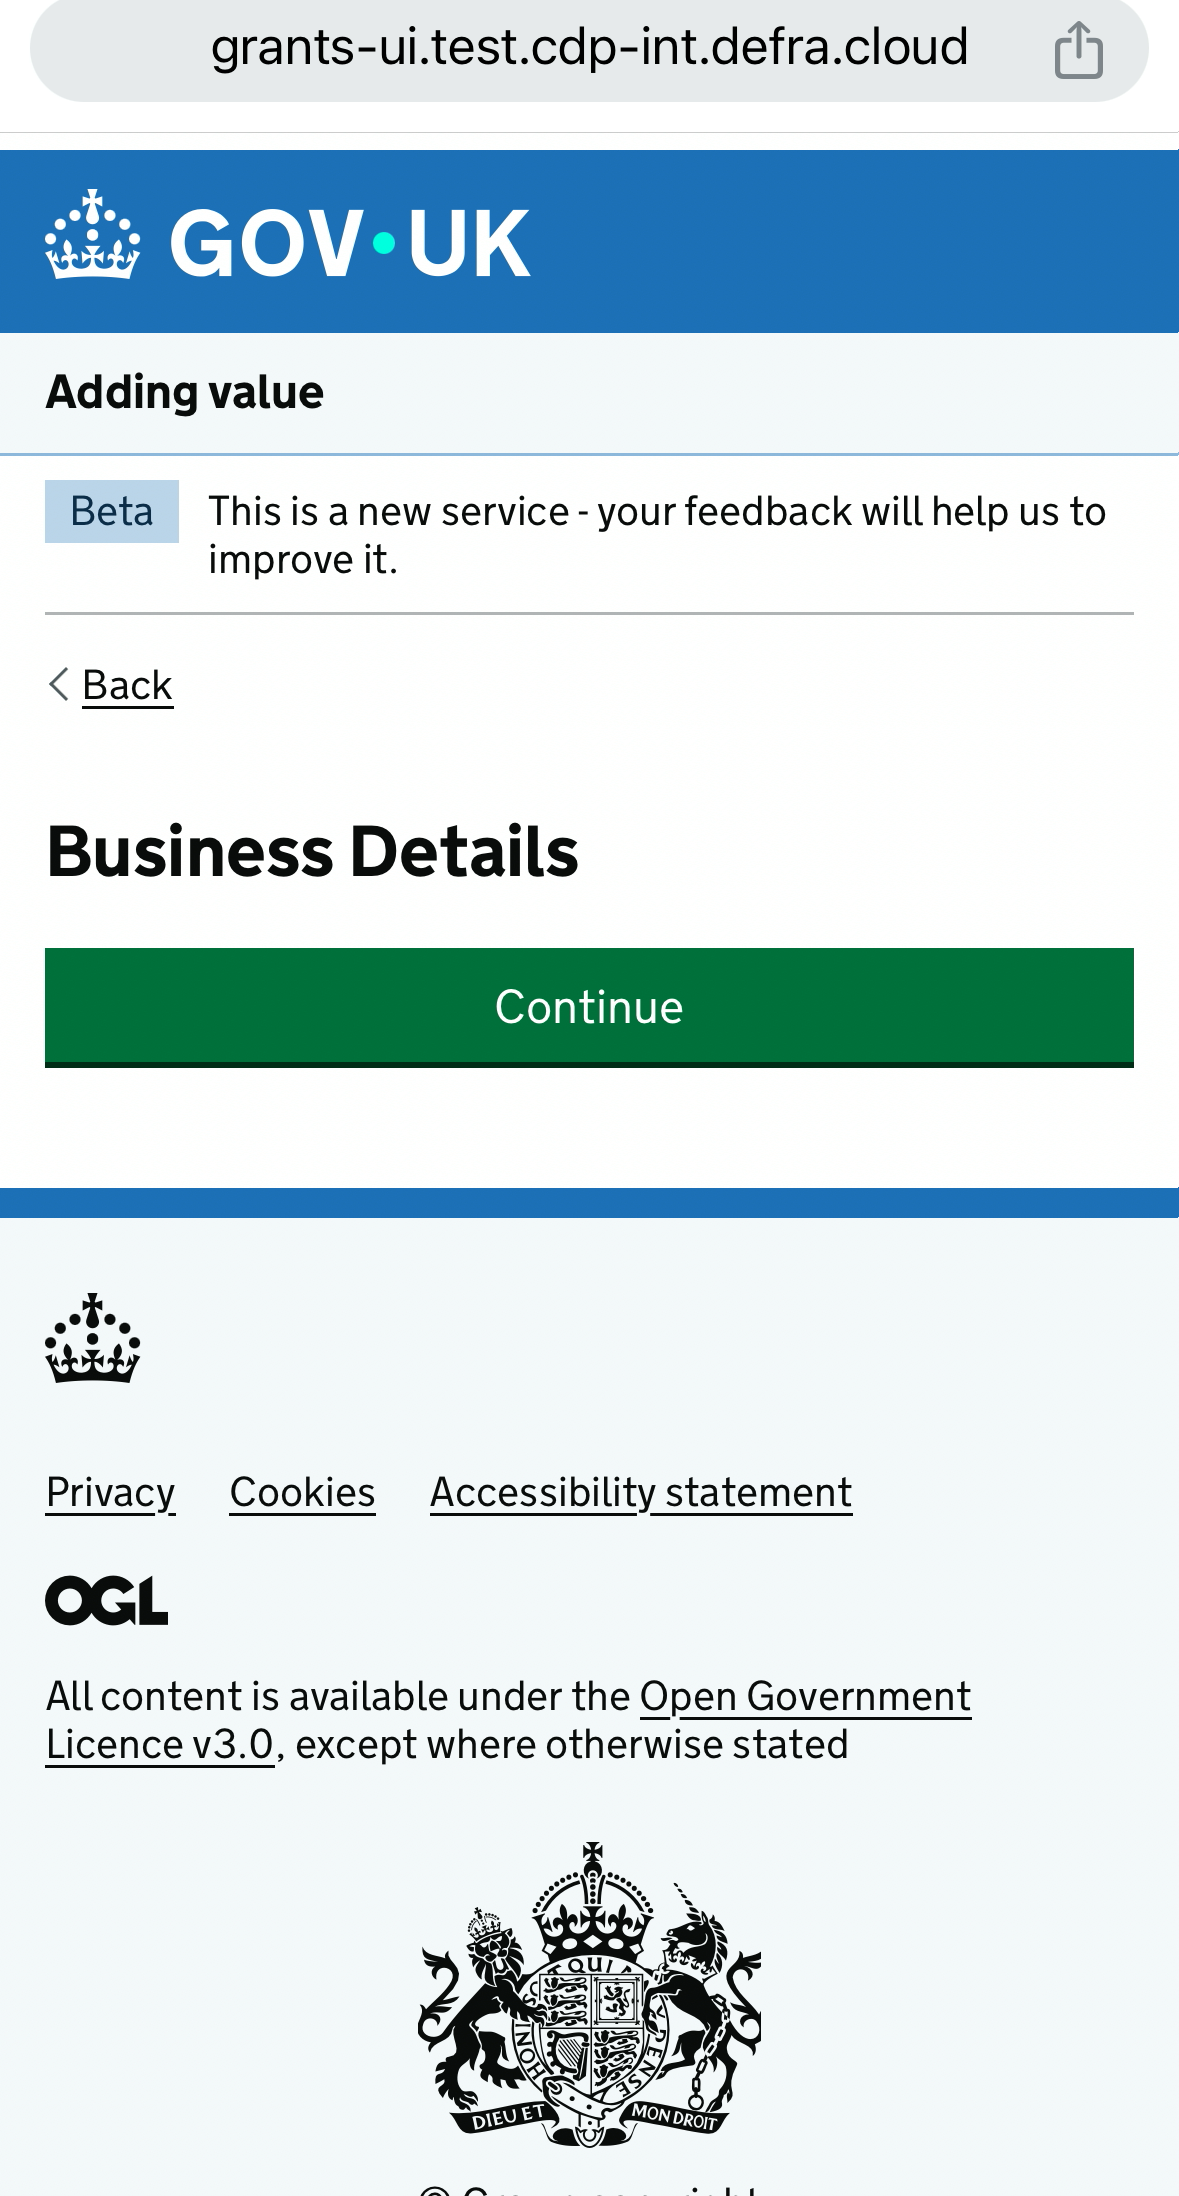 grants-ui.test.cdp-int.defra.cloud
GOV·UK
Adding value
Beta
This is a new service - your feedback will help us to
improve it.
Back
Business Details
Continue
Privacy Cookies Accessibility statement
OGL
All content is available under the Open Government
Licence v3.0, except where otherwise stated
DIEU ET MON DROIT
© Crown copyright